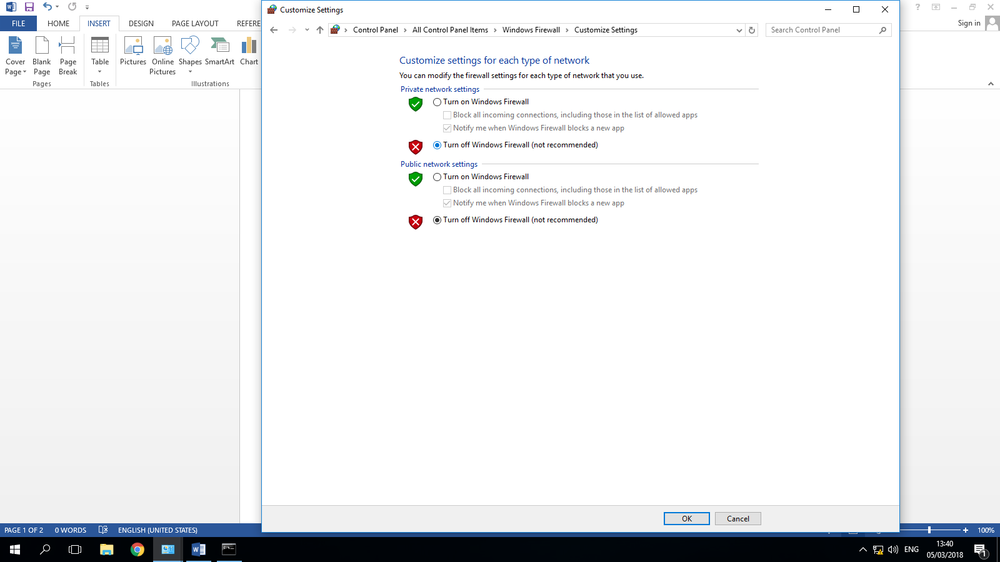 Customize Settings
?
FILE
HOME
INSERT
DESIGN
PAGE LAYOUT
REFERE
Sign in
Control Panel
All Control Panel Items
Windows Firewall
Customize Settings
Search Control Panel
Cover Page
Blank Page
Page Break
Table
Pictures
Online Pictures
Shapes
SmartArt
Chart
Pages
Tables
Illustrations
Customize settings for each type of network
You can modify the firewall settings for each type of network that you use.
Private network settings
Turn on Windows Firewall
Block all incoming connections, including those in the list of allowed apps
Notify me when Windows Firewall blocks a new app
Turn off Windows Firewall (not recommended)
Public network settings
Turn on Windows Firewall
Block all incoming connections, including those in the list of allowed apps
Notify me when Windows Firewall blocks a new app
Turn off Windows Firewall (not recommended)
OK
Cancel
PAGE 1 OF 2
0 WORDS
ENGLISH (UNITED STATES)
100%
ENG
13:40
05/03/2018
1